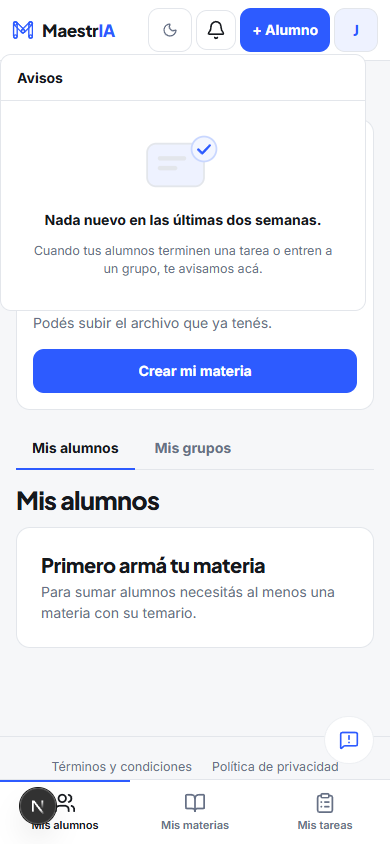 MaestrIA
+ Alumno
J
Avisos
Nada nuevo en las últimas dos semanas.
Cuando tus alumnos terminen una tarea o entren a
un grupo, te avisamos acá.
Podés subir el archivo que ya tenés.
Crear mi materia
Mis alumnos
Mis grupos
Mis alumnos
Primero armá tu materia
Para sumar alumnos necesitás al menos una
materia con su temario.
Términos y condiciones
Política de privacidad
N
Mis alumnos
Mis materias
Mis tareas